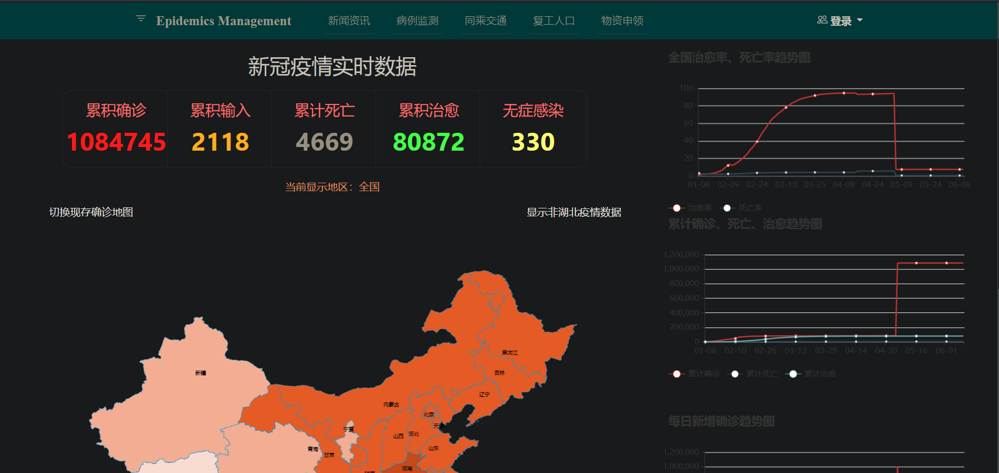 Epidemics Management
新闻资讯
病例监测
同乘交通
复工人口
物资申领
登录
新冠疫情实时数据
累积确诊
累积输入
累计死亡
累积治愈
无症感染
1084745
2118
4669
80872
330
当前显示地区：全国
切换现存确诊地图
显示非湖北疫情数据
黑龙江
新疆
吉林
辽宁
内蒙古
北京
天津
宁夏
山西
河北
青海
甘肃
山东
河南
陕西
全国治愈率、死亡率趋势图
100
80
60
40
20
0
01-08 02-09 02-24 03-10 03-25 04-09 04-24 05-09 05-24 06-08
治愈率 死亡率
累计确诊、死亡、治愈趋势图
1,200,000
1,000,000
800,000
600,000
400,000
200,000
0
01-08 02-10 02-26 03-13 03-29 04-14 04-30 05-16 06-01
累计确诊 累计死亡 累计治愈
每日新增确诊趋势图
1,200,000
1,000,000